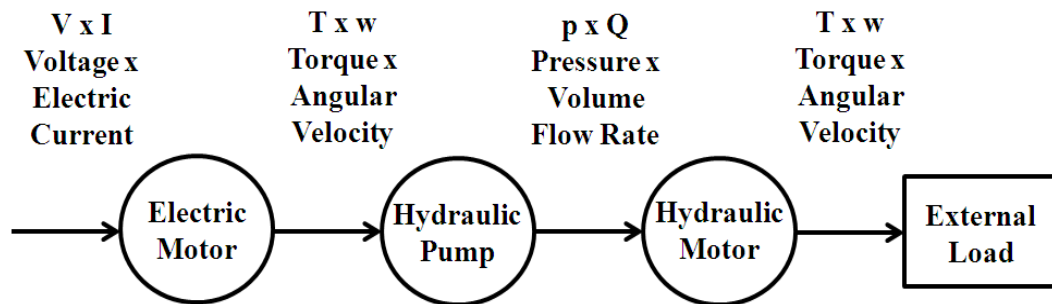 V x I
Voltage x
Electric
Current
T x w
Torque x
Angular
Velocity
p x Q
Pressure x
Volume
Flow Rate
T x w
Torque x
Angular
Velocity
Electric
Motor
Hydraulic
Pump
Hydraulic
Motor
External
Load